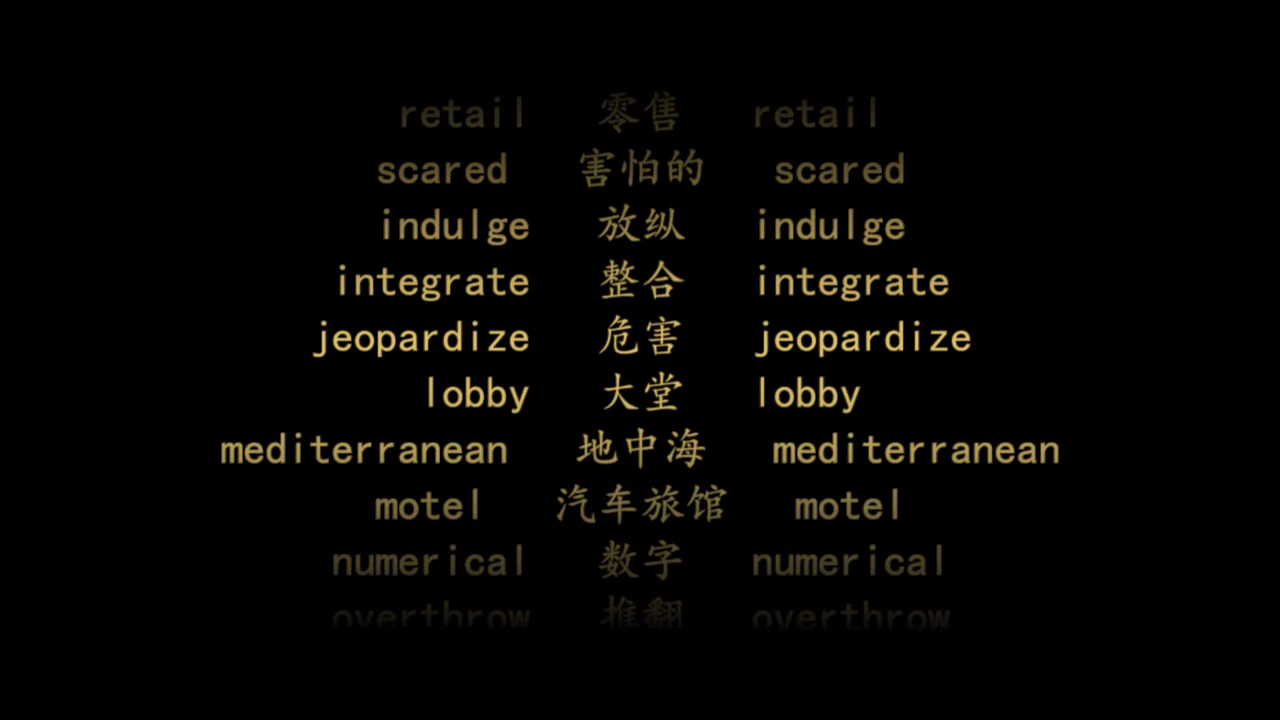 retail 零售 retail
scared 害怕的 scared
indulge 放纵 indulge
integrate 整合 integrate
jeopardize 危害 jeopardize
lobby 大堂 lobby
mediterranean 地中海 mediterranean
motel 汽车旅馆 motel
numerical 数字 numerical
overthrow 推翻 overthrow